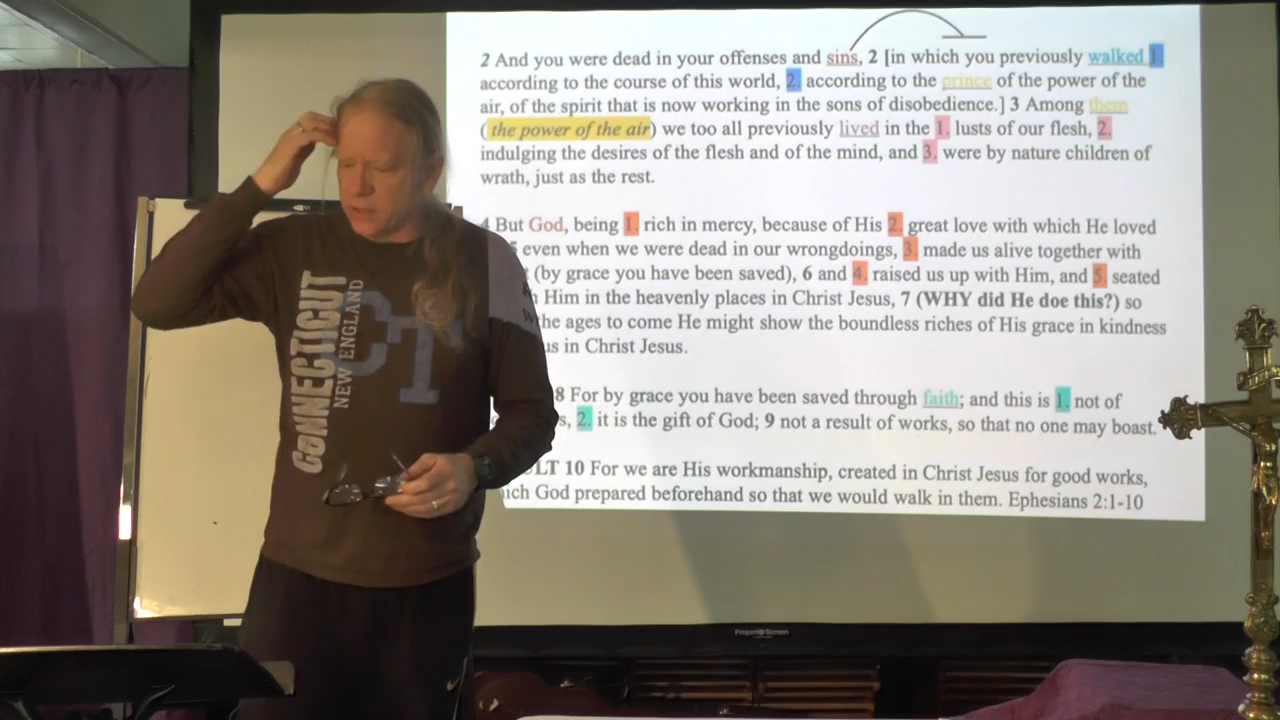 2 And you were dead in your offenses and sins, 2 [in which you previously walked 1.
according to the course of this world, 2. according to the prince of the power of the
air, of the spirit that is now working in the sons of disobedience.] 3 Among them
(the power of the air) we too all previously lived in the 1. lusts of our flesh, 2.
indulging the desires of the flesh and of the mind, and 3. were by nature children of
wrath, just as the rest.
4 But God, being 1. rich in mercy, because of His 2. great love with which He loved
even when we were dead in our wrongdoings, 3. made us alive together with
(by grace you have been saved), 6 and 4. raised us up with Him, and 5. seated
Him in the heavenly places in Christ Jesus, 7 (WHY did He doe this?) so
the ages to come He might show the boundless riches of His grace in kindness
us in Christ Jesus.
8 For by grace you have been saved through faith; and this is 1. not of
2. it is the gift of God; 9 not a result of works, so that no one may boast.
LT 10 For we are His workmanship, created in Christ Jesus for good works,
God prepared beforehand so that we would walk in them. Ephesians 2:1-10
CONNECTICUT
NEW ENGLAND
CT
Project Screen